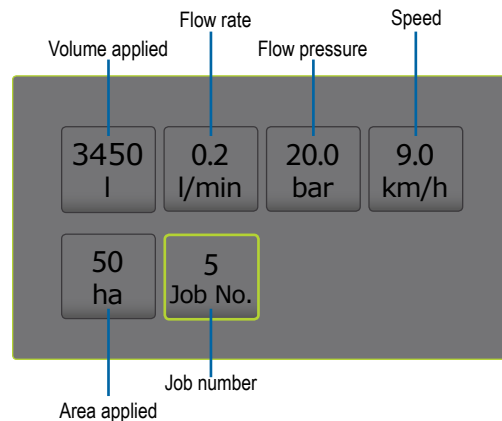 Flow rate
Speed
Volume applied
Flow pressure
3450
l
0.2
l/min
20.0
bar
9.0
km/h
50
ha
5
Job No.
Job number
Area applied